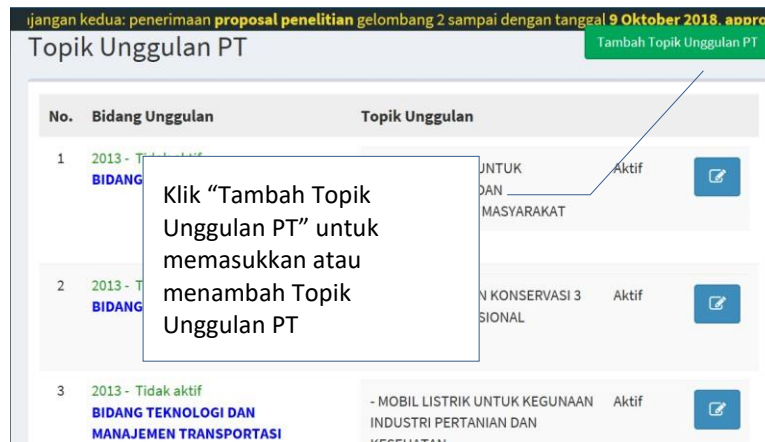 ijangan kedua: penerimaan proposal penelitian gelombang 2 sampai dengan tanggal 9 Oktober 2018. appro
Topik Unggulan PT
Tambah Topik Unggulan PT
No. Bidang Unggulan Topik Unggulan
1 2013 - JNTUK Aktif
BIDANG DAN
MASYARAKAT
Klik “Tambah Topik
Unggulan PT” untuk
memasukkan atau
menambah Topik
Unggulan PT
2 2013 - T N KONSERVASI 3 Aktif
BIDANG SIONAL
3 2013 - Tidak aktif - MOBIL LISTRIK UNTUK KEGUNAAN Aktif
BIDANG TEKNOLOGI DAN INDUSTRI PERTANIAN DAN
MANAJEMEN TRANSPORTASI KESEHATAN